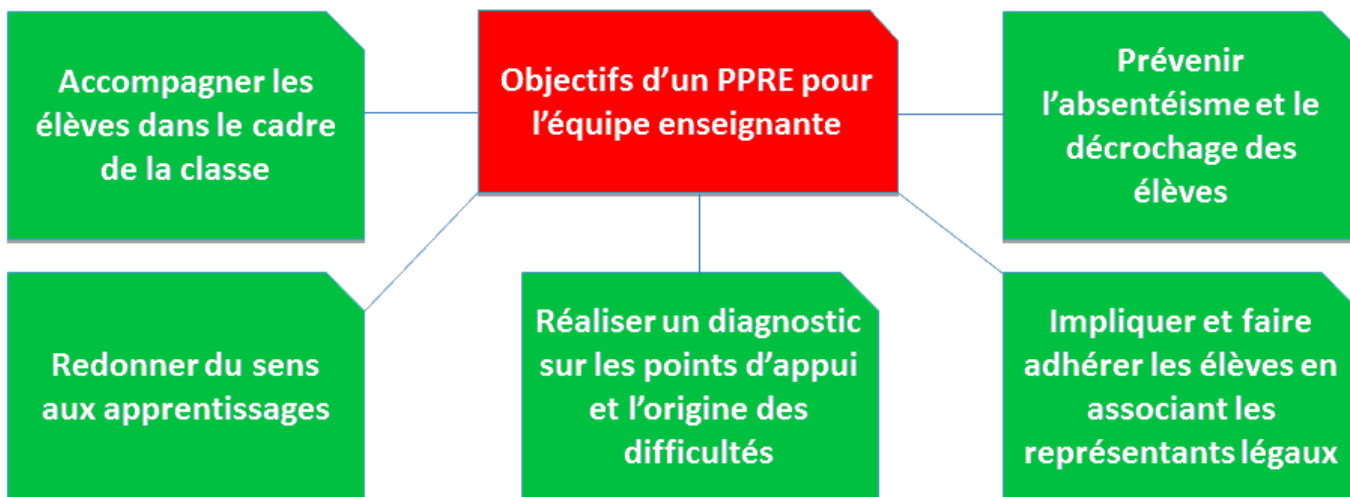 Accompagner les
élèves dans le cadre
de la classe
Objectifs d’un PPRE pour
l’équipe enseignante
Prévenir
l’absentéisme et le
décrochage des
élèves
Redonner du sens
aux apprentissages
Réaliser un diagnostic
sur les points d’appui
et l’origine des
difficultés
Impliquer et faire
adhérer les élèves en
associant les
représentants légaux